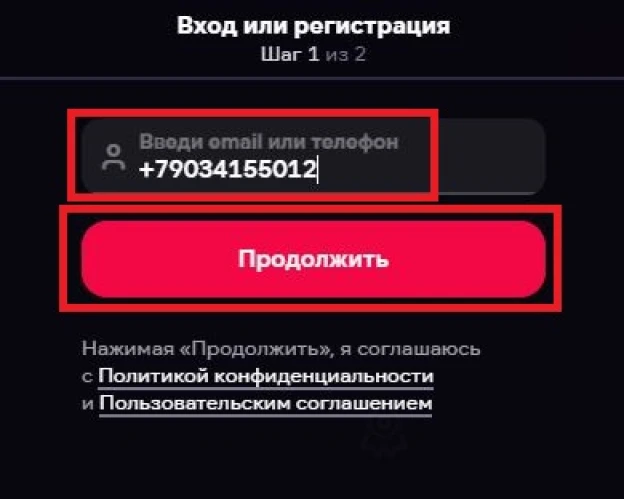 Вход или регистрация
Шаг 1 из 2
Введи email или телефон
+79034155012
Продолжить
Нажимая «Продолжить», я соглашаюсь
с Политикой конфиденциальности
и Пользовательским соглашением